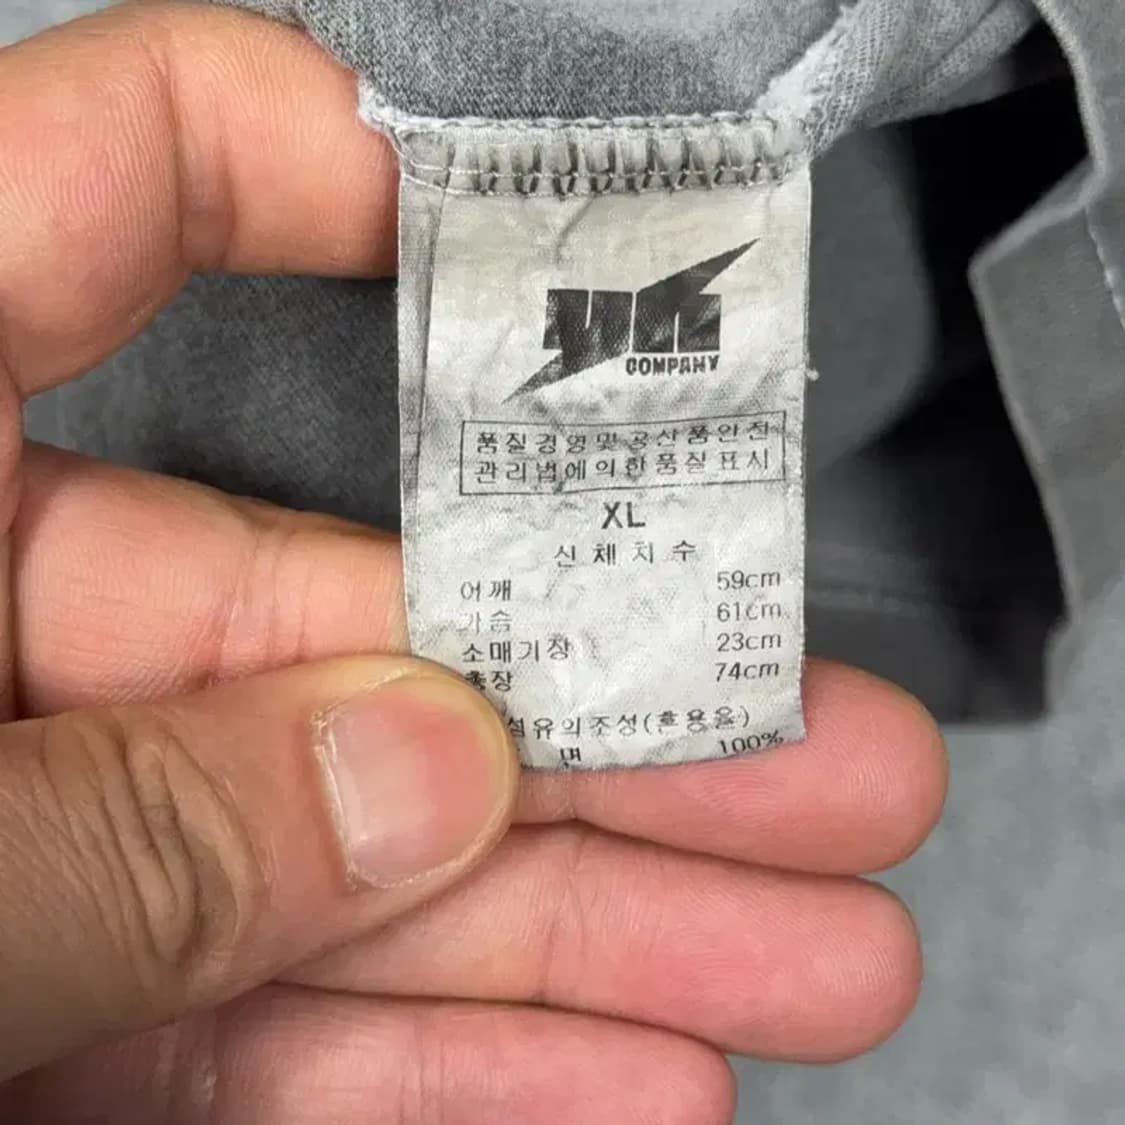 COMPANY
품질경영및공산품안전
관리법에의한품질표시
XL
신체치수
어깨 59cm
가슴 61cm
소매기장 23cm
총장 74cm
섬유의조성(혼용율)
면 100%